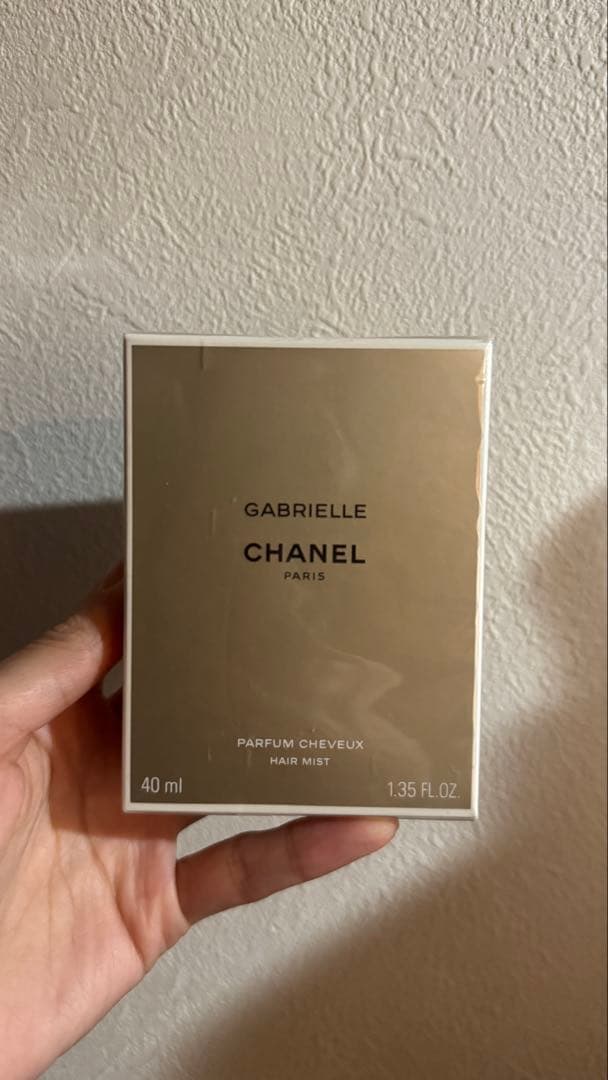 GABRIELLE
CHANEL
PARIS
PARFUM CHEVEUX
HAIR MIST
40 ml
1.35 FL.OZ.